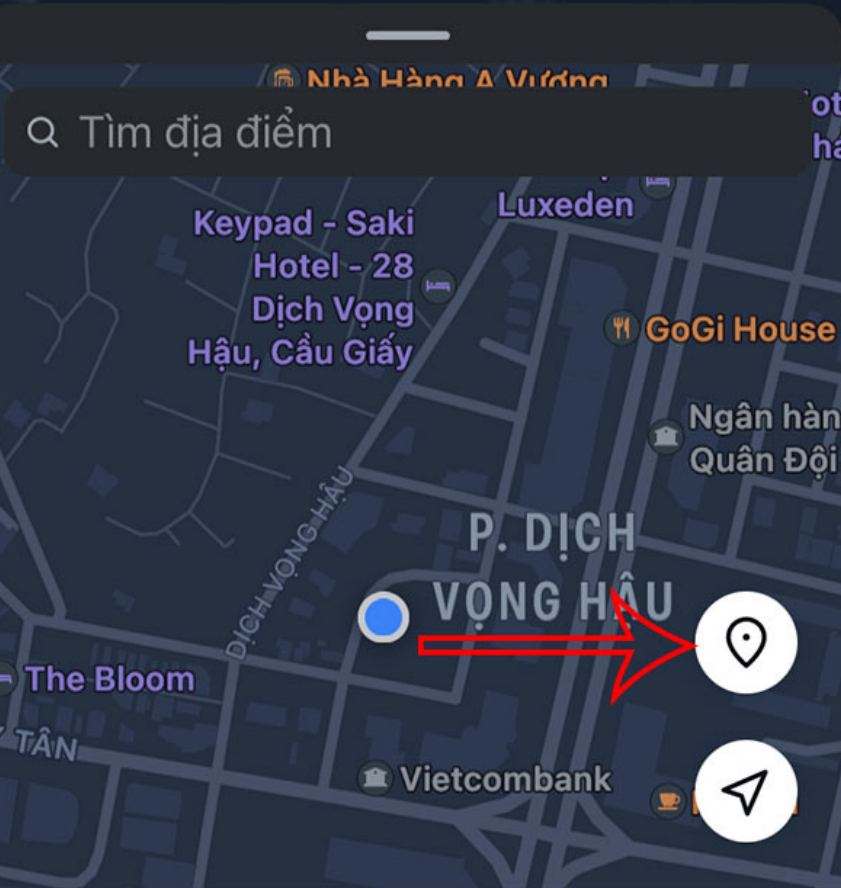 Nhà Hàng A Vương
Tìm địa điểm
Luxeden
Keypad - Saki
Hotel - 28
Dịch Vọng
Hậu, Cầu Giấy
GoGi House
Ngân hàn
Quân Đội
P. DỊCH
VỌNG HẬU
DỊCH VỌNG HẬU
The Bloom
TÂN
Vietcombank